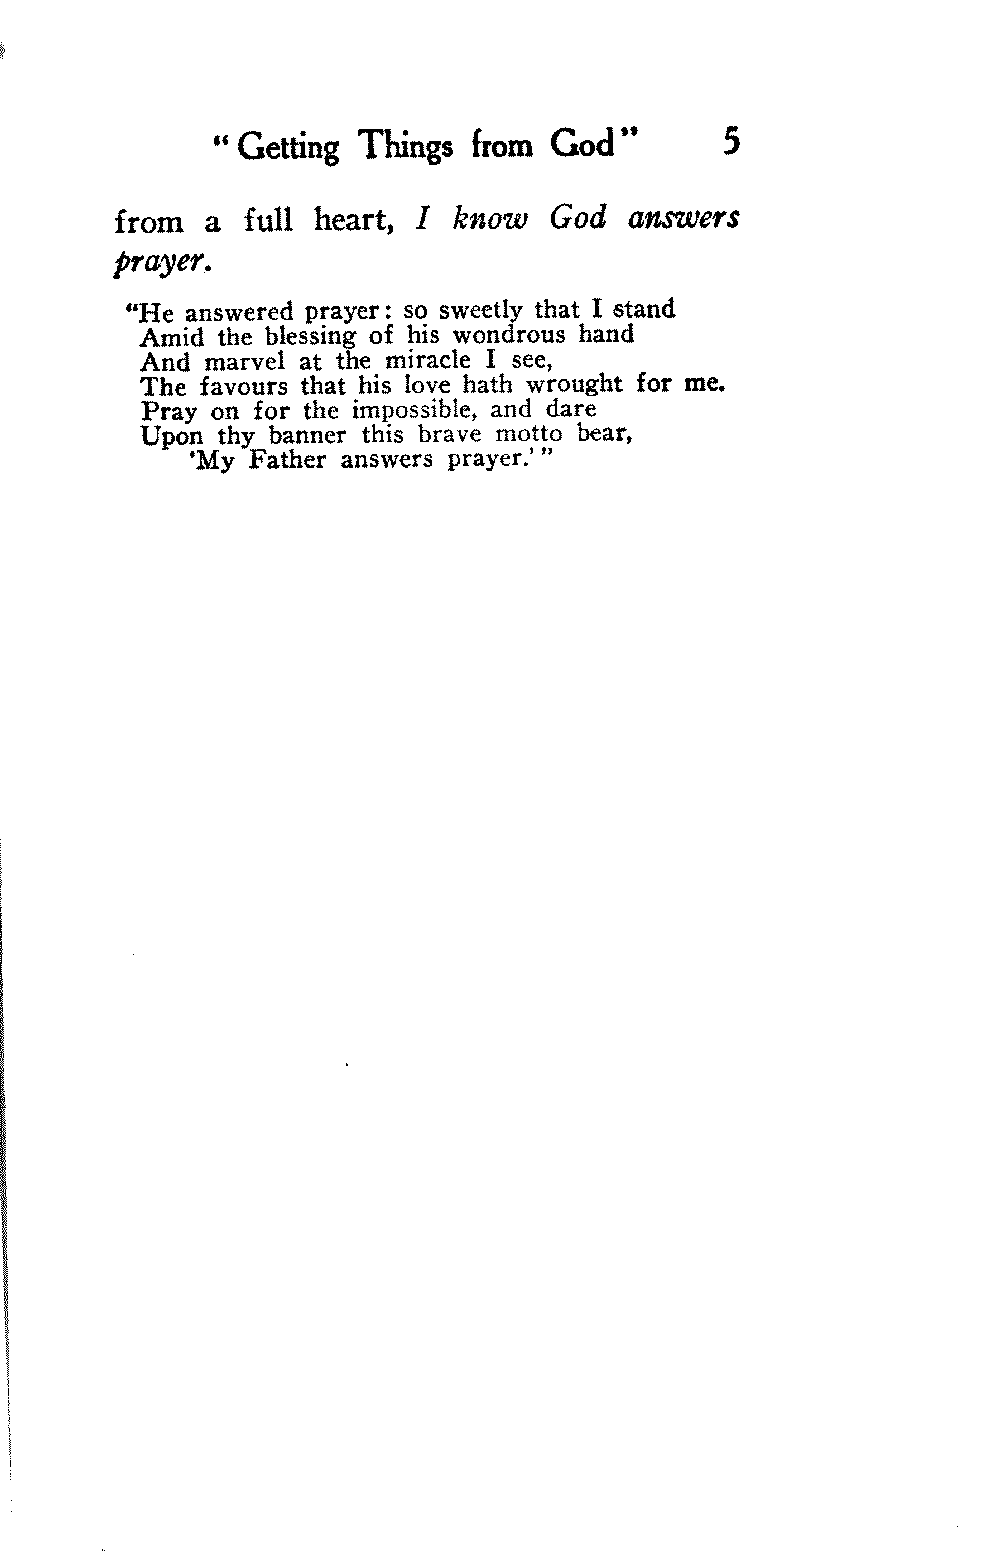 “Getting Things from God” 5
from a full heart, I know God answers
prayer.
“He answered prayer: so sweetly that I stand
Amid the blessing of his wondrous hand
And marvel at the miracle I see,
The favours that his love hath wrought for me.
Pray on for the impossible, and dare
Upon thy banner this brave motto bear,
‘My Father answers prayer.’ ”